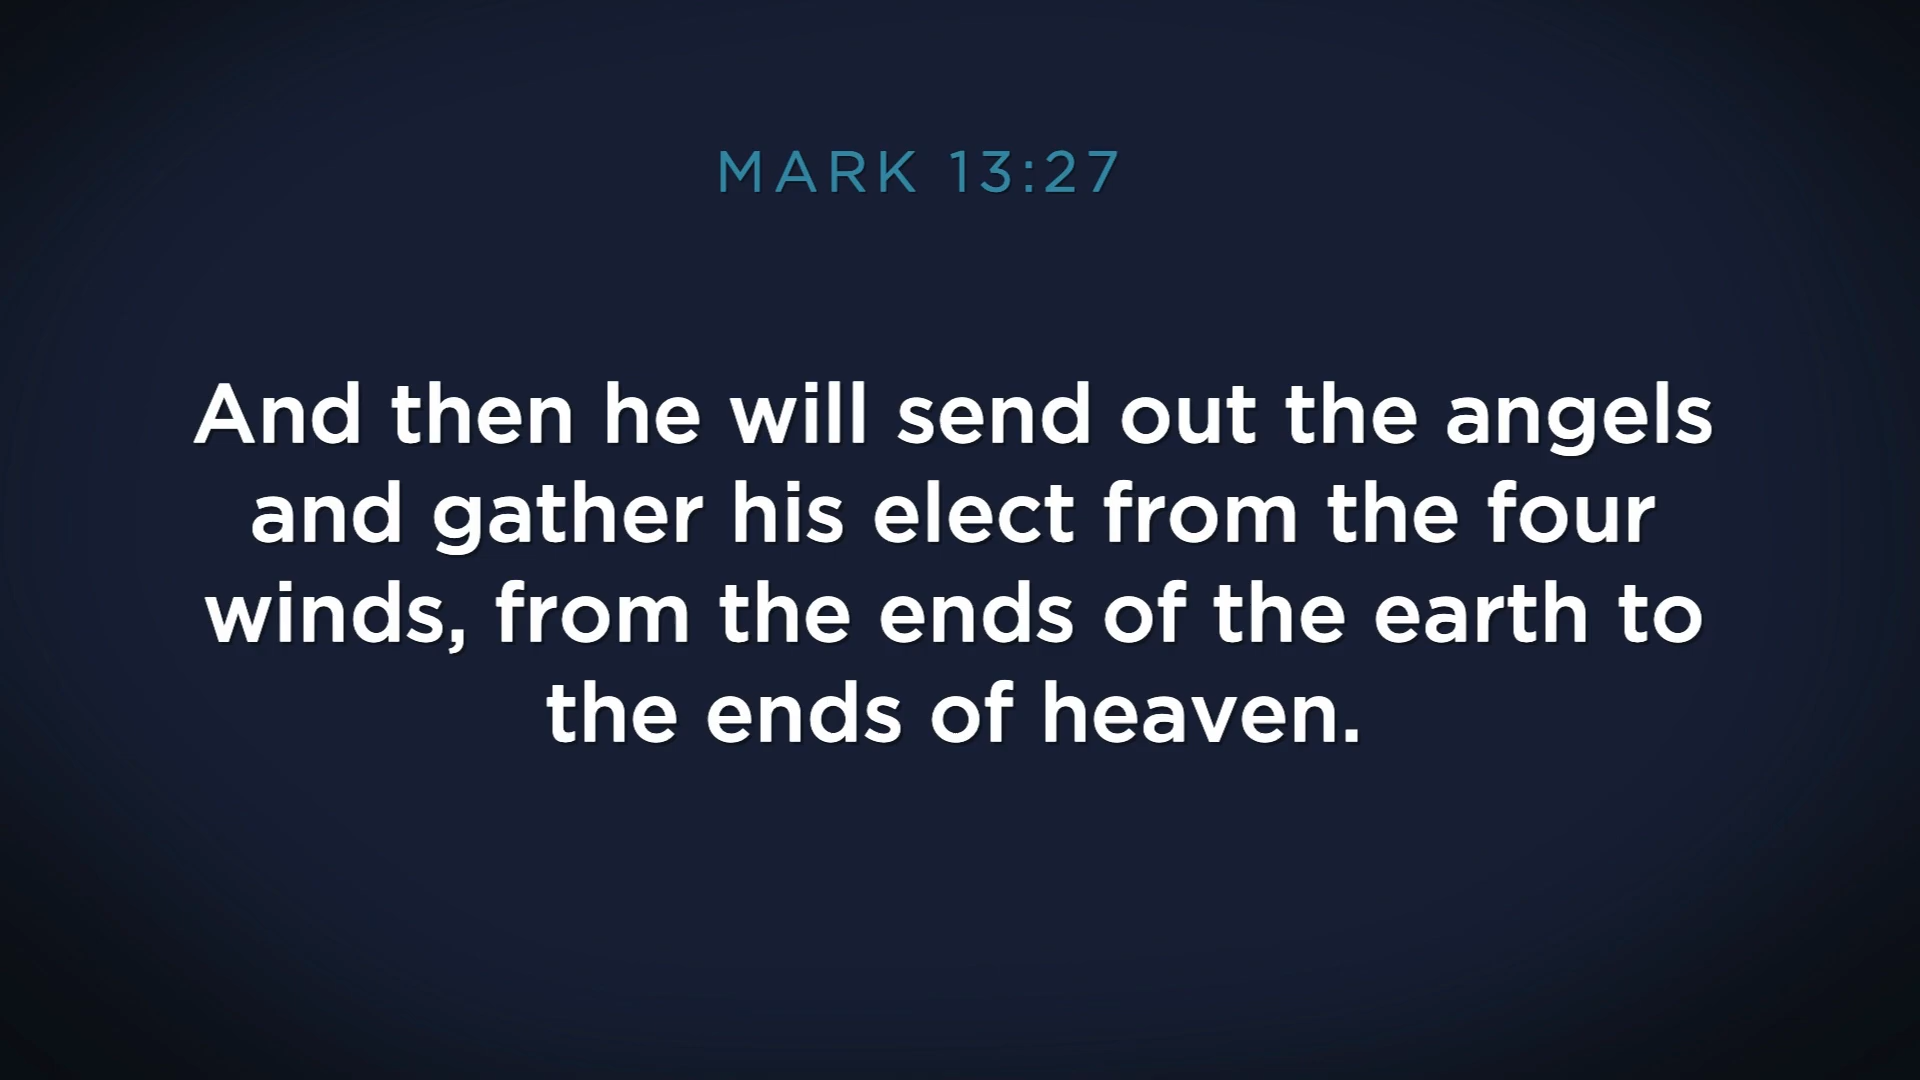 MARK 13:27
And then he will send out the angels
and gather his elect from the four
winds, from the ends of the earth to
the ends of heaven.